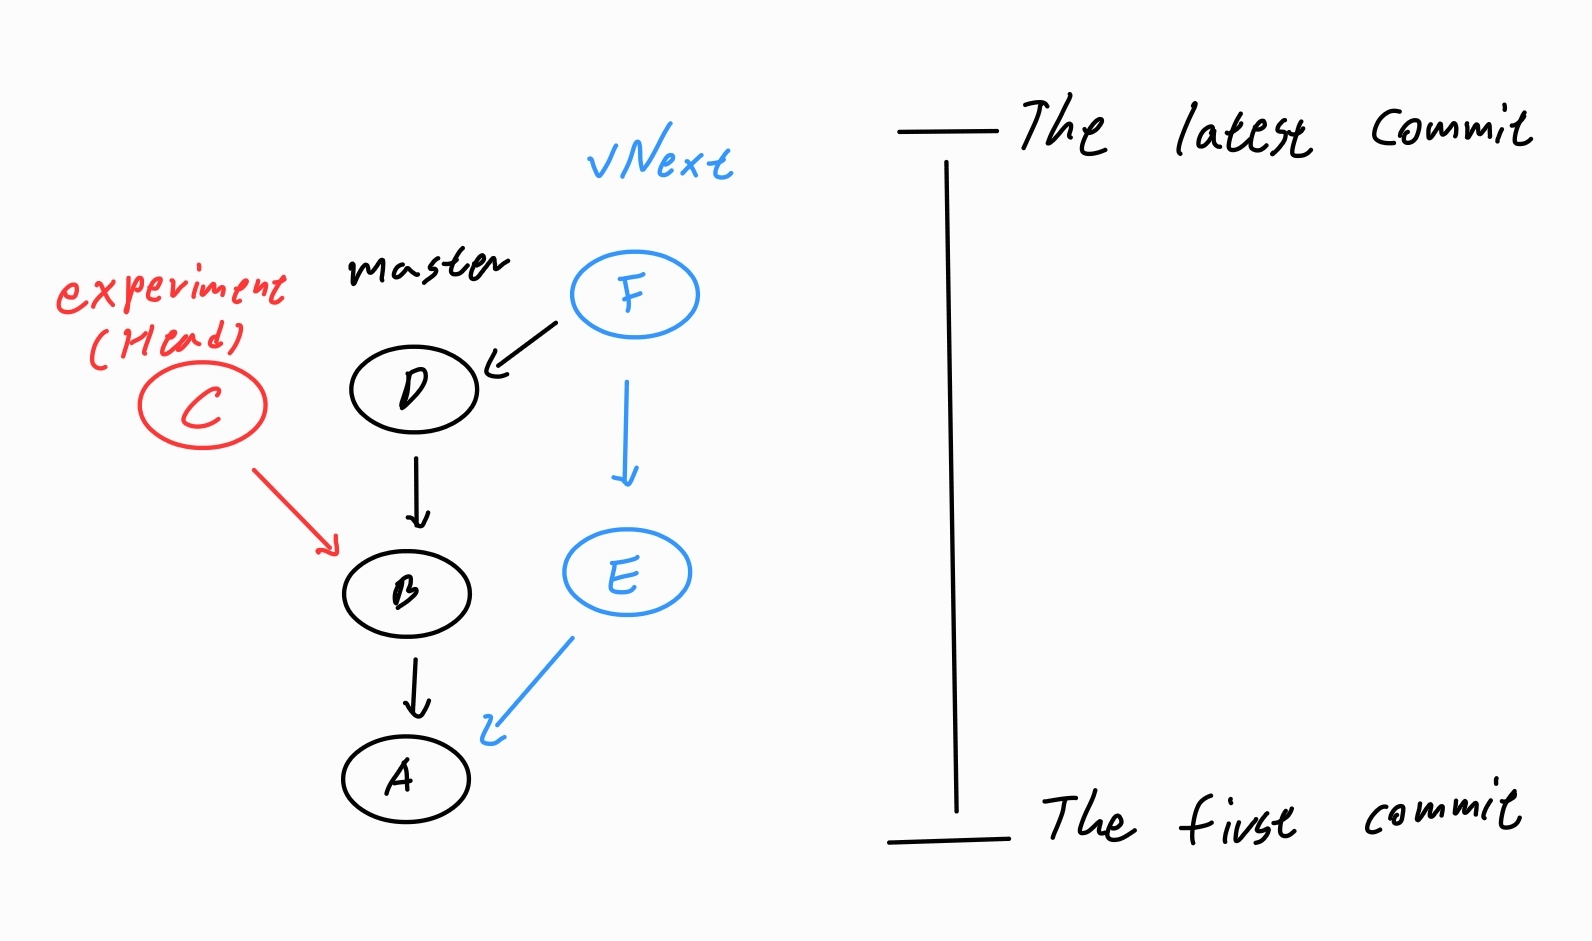 The latest commit
vNext
master
F
experiment
(Head)
D
C
E
B
A
The first commit